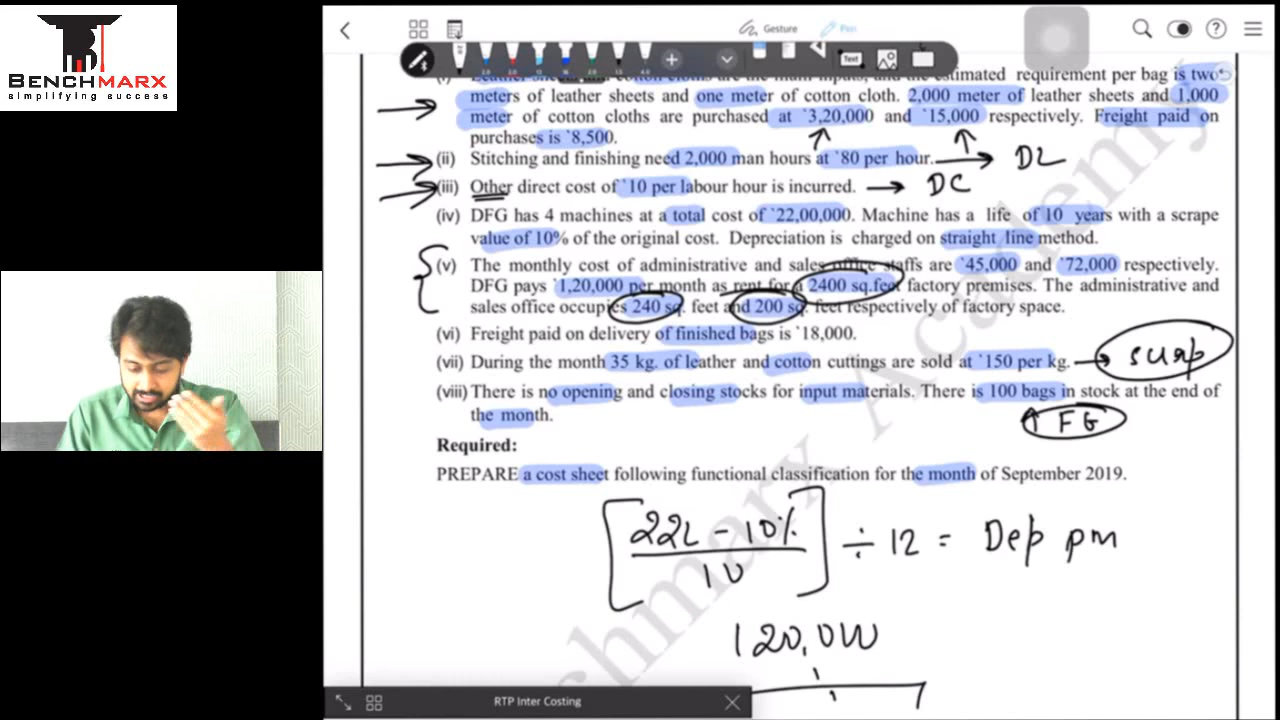 BENCHMARX
simplifying success
Gesture
Pen
Text
meters of leather sheets and one meter of cotton cloth. 2,000 meter of leather sheets and 1,000
meter of cotton cloths are purchased at `3,20,000 and `15,000 respectively. Freight paid on
purchases is `8,500.
(ii) Stitching and finishing need 2,000 man hours at `80 per hour. DL
(iii) Other direct cost of `10 per labour hour is incurred. DC
(iv) DFG has 4 machines at a total cost of `22,00,000. Machine has a life of 10 years with a scrape
value of 10% of the original cost. Depreciation is charged on straight line method.
(v) The monthly cost of administrative and sales office staffs are `45,000 and `72,000 respectively.
DFG pays `1,20,000 per month as rent for a 2400 sq.feet factory premises. The administrative and
sales office occupies 240 sq. feet and 200 sq. feet respectively of factory space.
(vi) Freight paid on delivery of finished bags is `18,000.
(vii) During the month 35 kg. of leather and cotton cuttings are sold at `150 per kg. scrap
(viii) There is no opening and closing stocks for input materials. There is 100 bags in stock at the end of
the month. FG
Required:
PREPARE a cost sheet following functional classification for the month of September 2019.
22L - 10%
10
÷ 12 = Dep pm
120,000
RTP Inter Costing